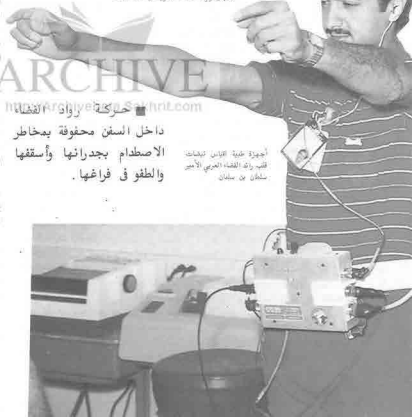 ARCHIVE
http://Archivebeta.Sakhrit.com
■ حركة رواد الفضاء
داخل السفن محفوفة بمخاطر
الاصطدام بجدرانها وأسقفها
والطفو في فراغها.
أجهزة طبية لقياس نبضات
قلب رائد الفضاء العربي الأمير
سلطان بن سلمان